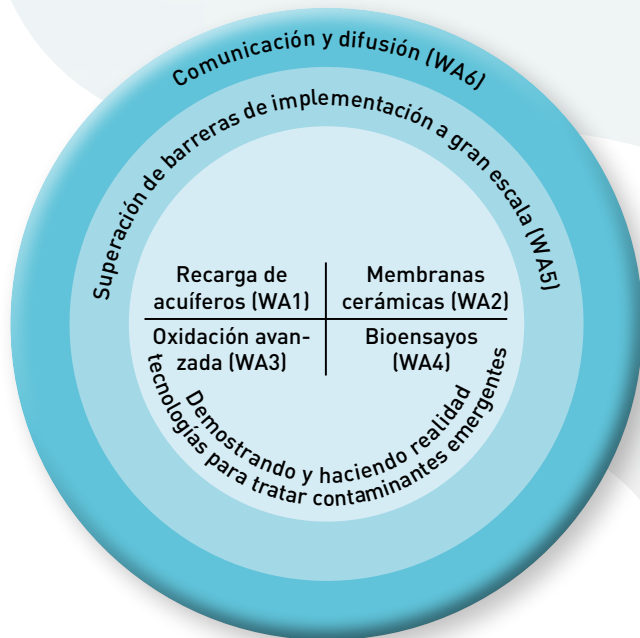 Comunicación y difusión (WA6)
Superación de barreras de implementación a gran escala (WA5)
Recarga de
acuíferos (WA1)
Membranas
cerámicas (WA2)
Oxidación avan-
zada (WA3)
Bioensayos
(WA4)
Demostrando y haciendo realidad
tecnologías para tratar contaminantes emergentes